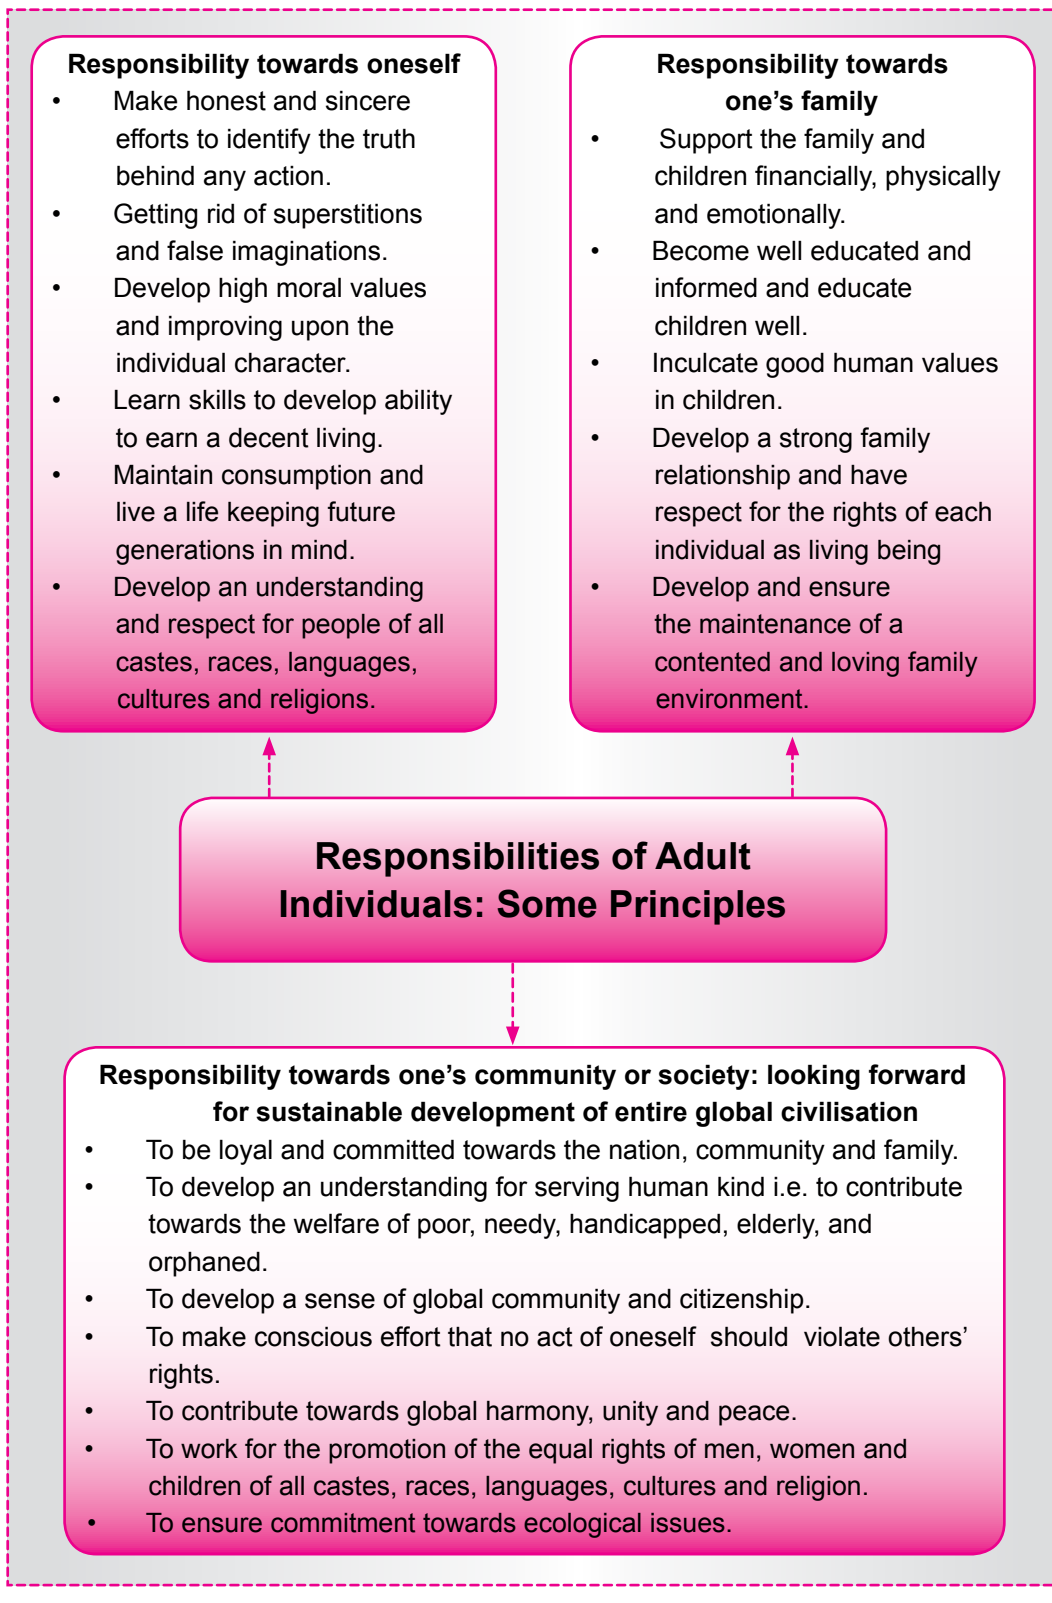 Responsibility towards oneself
• Make honest and sincere
efforts to identify the truth
behind any action.
• Getting rid of superstitions
and false imaginations.
• Develop high moral values
and improving upon the
individual character.
• Learn skills to develop ability
to earn a decent living.
• Maintain consumption and
live a life keeping future
generations in mind.
• Develop an understanding
and respect for people of all
castes, races, languages,
cultures and religions.
Responsibility towards
one’s family
• Support the family and
children financially, physically
and emotionally.
• Become well educated and
informed and educate
children well.
• Inculcate good human values
in children.
• Develop a strong family
relationship and have
respect for the rights of each
individual as living being
• Develop and ensure
the maintenance of a
contented and loving family
environment.
Responsibilities of Adult
Individuals: Some Principles
Responsibility towards one’s community or society: looking forward
for sustainable development of entire global civilisation
• To be loyal and committed towards the nation, community and family.
• To develop an understanding for serving human kind i.e. to contribute
towards the welfare of poor, needy, handicapped, elderly, and
orphaned.
• To develop a sense of global community and citizenship.
• To make conscious effort that no act of oneself should violate others’
rights.
• To contribute towards global harmony, unity and peace.
• To work for the promotion of the equal rights of men, women and
children of all castes, races, languages, cultures and religion.
• To ensure commitment towards ecological issues.